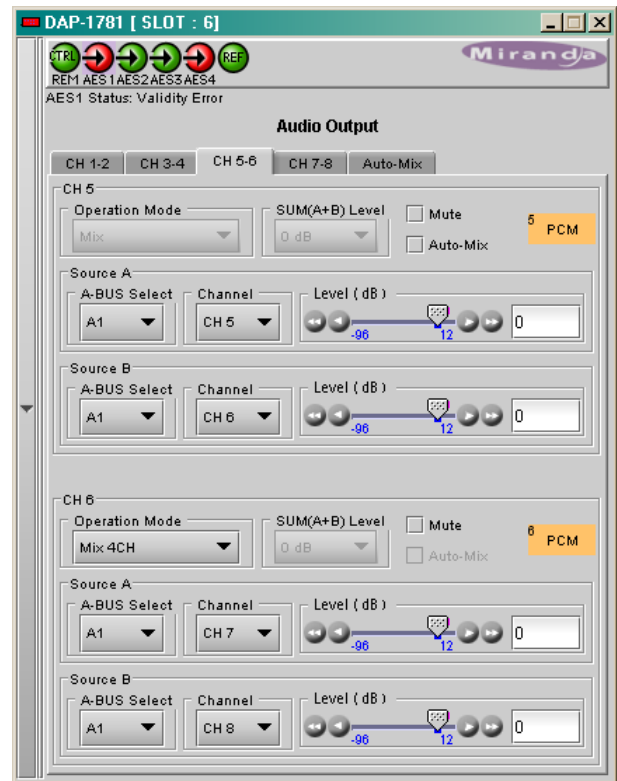 DAP-1781 [ SLOT : 6]
CTRL REF Miranda
REM AES1 AES2 AES3 AES4
AES1 Status: Validity Error
Audio Output
CH 1-2 CH 3-4 CH 5-6 CH 7-8 Auto-Mix
CH 5
Operation Mode SUM(A+B) Level Mute 5 PCM
Mix 0 dB Auto-Mix
Source A
A-BUS Select Channel Level ( dB )
A1 CH 5 -96 12 0
Source B
A-BUS Select Channel Level ( dB )
A1 CH 6 -96 12 0
CH 6
Operation Mode SUM(A+B) Level Mute 6 PCM
Mix 4CH 0 dB Auto-Mix
Source A
A-BUS Select Channel Level ( dB )
A1 CH 7 -96 12 0
Source B
A-BUS Select Channel Level ( dB )
A1 CH 8 -96 12 0